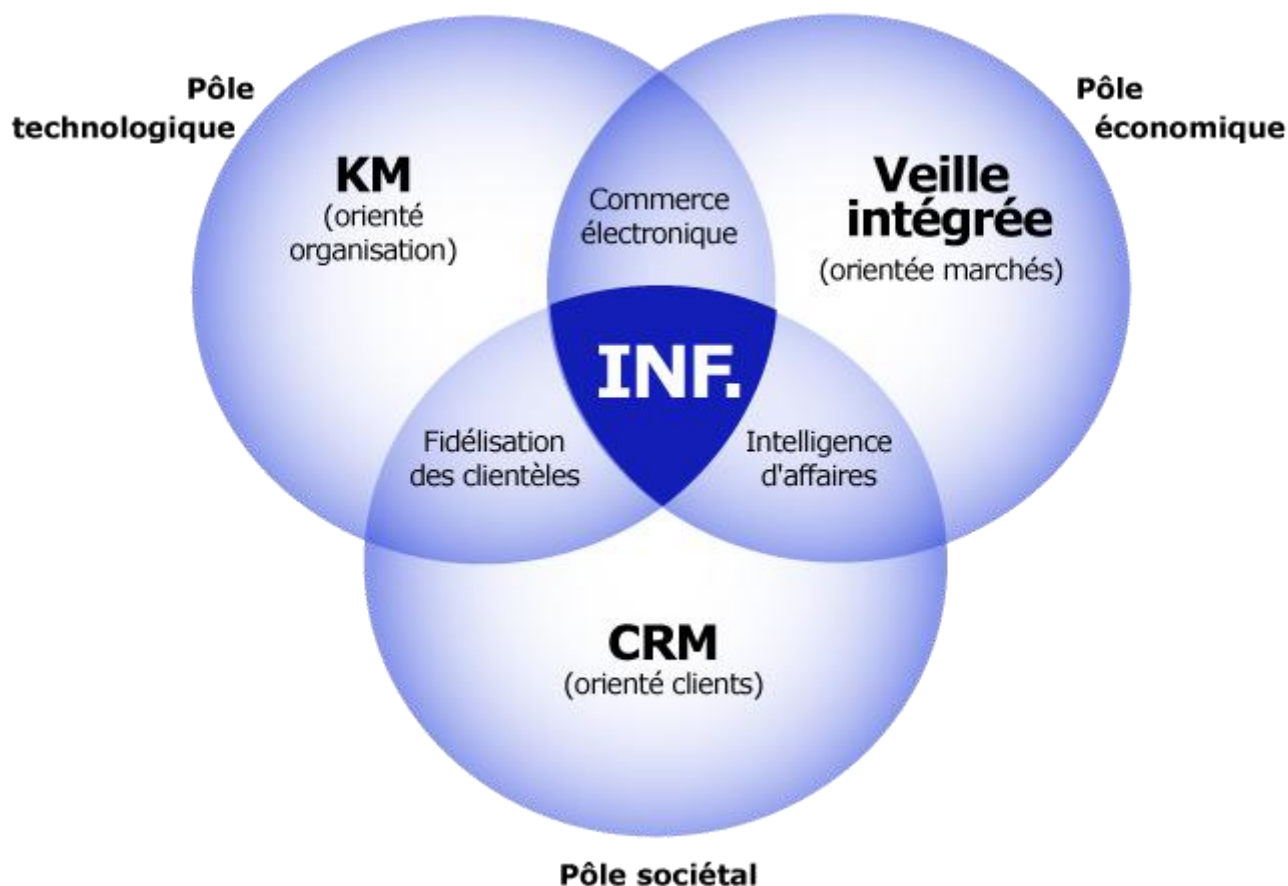 Pôle
technologique
Pôle
économique
KM
(orienté
organisation)
Commerce
électronique
Veille
intégrée
(orientée marchés)
INF.
Fidélisation
des clientèles
Intelligence
d'affaires
CRM
(orienté clients)
Pôle sociétal